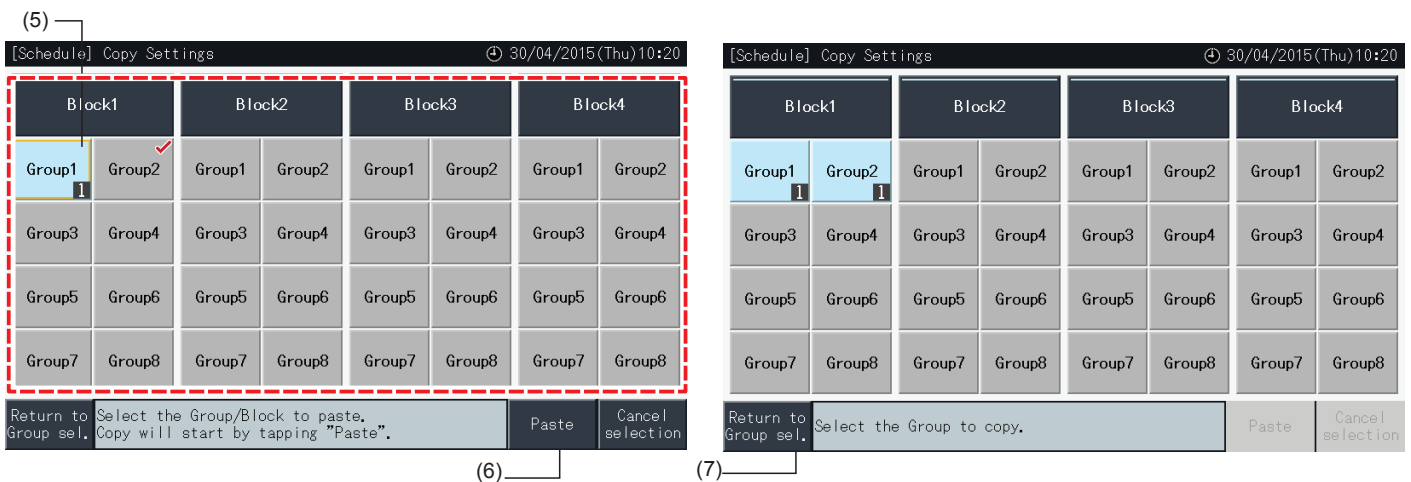 (5)
[Schedule] Copy Settings 30/04/2015(Thu)10:20
Block1 Block2 Block3 Block4
Group1 Group2 Group1 Group2 Group1 Group2 Group1 Group2
1
Group3 Group4 Group3 Group4 Group3 Group4 Group3 Group4
Group5 Group6 Group5 Group6 Group5 Group6 Group5 Group6
Group7 Group8 Group7 Group8 Group7 Group8 Group7 Group8
Return to
Group sel.
Select the Group/Block to paste.
Copy will start by tapping "Paste".
Paste
Cancel
selection
(6)
[Schedule] Copy Settings 30/04/2015(Thu)10:20
Block1 Block2 Block3 Block4
Group1 Group2 Group1 Group2 Group1 Group2 Group1 Group2
1 1
Group3 Group4 Group3 Group4 Group3 Group4 Group3 Group4
Group5 Group6 Group5 Group6 Group5 Group6 Group5 Group6
Group7 Group8 Group7 Group8 Group7 Group8 Group7 Group8
Return to
Group sel.
Select the Group to copy.
Paste
Cancel
selection
(7)